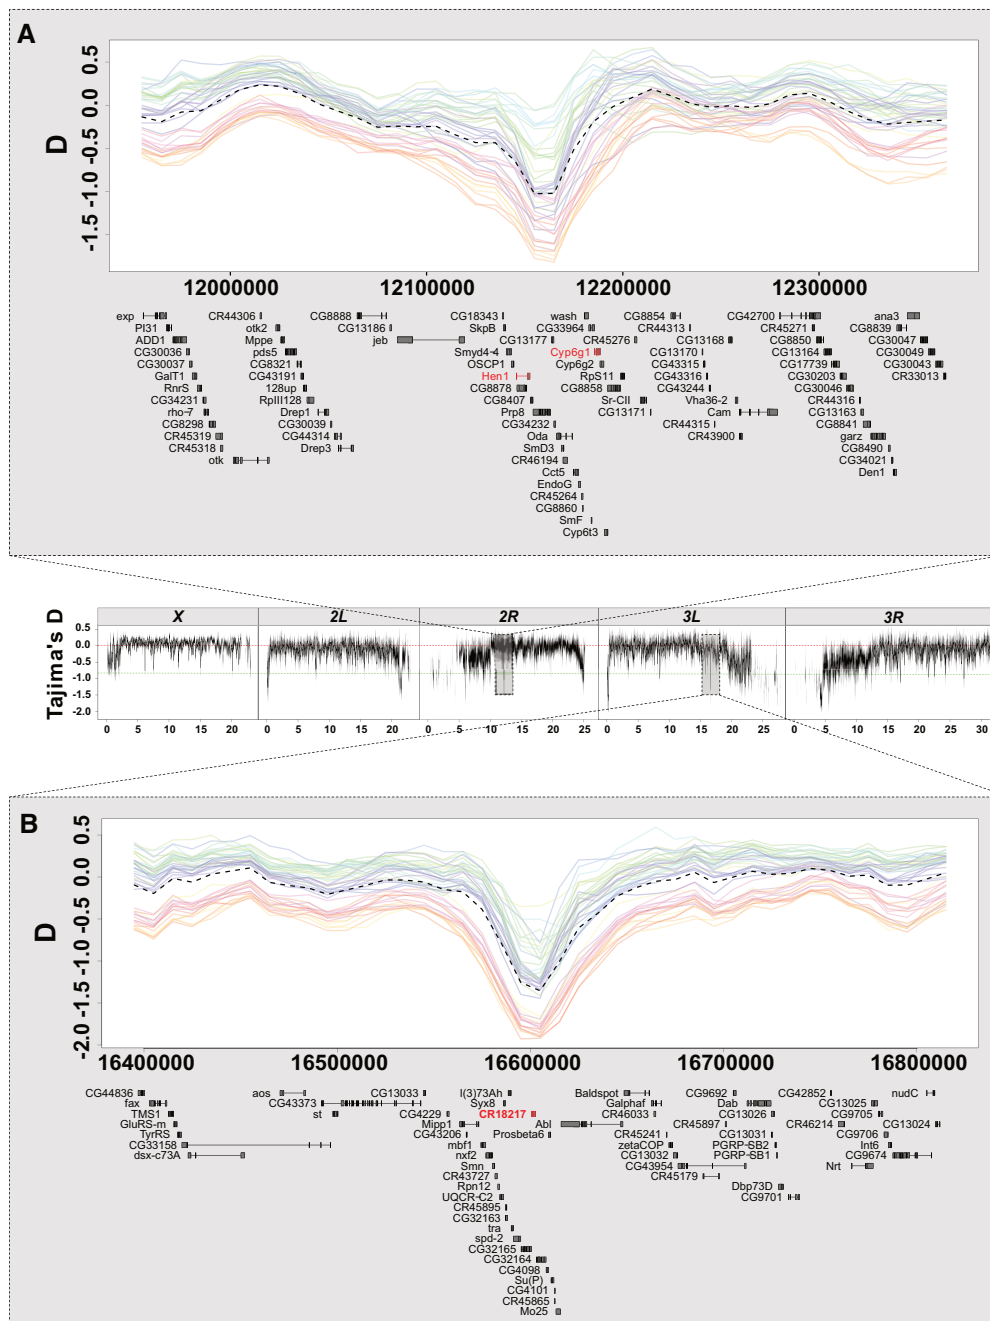 A
D
0.5
0.0
-0.5
-1.0
-1.5
12000000 12100000 12200000 12300000
exp CR44306 CG8888 CG18343 wash CG8854 CG42700 ana3
PI31 otk2 CG13186 SkpB CG33964 CR44313 CR45271 CG8839
ADD1 Mppe jeb CG13177 CR45276 CG13168 CG8850 CG30047
CG30036 pds5 Smyd4-4 Cyp6g1 CG13170 CG13164 CG30049
CG30037 CG8321 OSCP1 Cyp6g2 CG43315 CG17739 CG30043
GalT1 CG43191 Hen1 RpS11 CG43316 CG30203 CR33013
RnrS 128up CG8878 CG8858 CG43244 CG30046
CG34231 RpIII128 CG8407 Sr-CII Vha36-2 CR44316
rho-7 Drep1 Prp8 CG13171 Cam CG13163
CG8298 CG30039 CG34232 CR44315 CG8841
CR45319 CG44314 Oda CR43900 garz
CR45318 Drep3 SmD3 CG8490
otk CR46194 CG34021
Cct5 Den1
EndoG
CR45264
CG8860
SmF
Cyp6t3
X 2L 2R 3L 3R
Tajima's D
0.5
0.0
-0.5
-1.0
-1.5
-2.0
0 5 10 15 20 0 5 10 15 20 0 5 10 15 20 25 0 5 10 15 20 25 0 5 10 15 20 25 30
B
D
0.5
0.0
-0.5
-1.0
-1.5
-2.0
16400000 16500000 16600000 16700000 16800000
CG44836 aos CG13033 l(3)73Ah Baldspot CG9692 CG42852 nudC
fax CG43373 Syx8 Galphaf Dab CG13025
TMS1 st CG4229 CR18217 CR46033 CG13026 CG9705
GluRS-m Mipp1 Abl CR45897 CR46214 CG13024
TyrRS CG43206 Prosbeta6 CR45241 CG13031 CG9706
CG33158 mbf1 zetaCOP PGRP-SB2 Int6
dsx-c73A nxf2 CG13032 PGRP-SB1 CG9674
Smn CG43954 Nrt
CR43727 CR45179
Rpn12 Dbp73D
UQCR-C2 CG9701
CR45895
CG32163
tra
spd-2
CG32165
CG32164
CG4098
Su(P)
CG4101
CR45865
Mo25